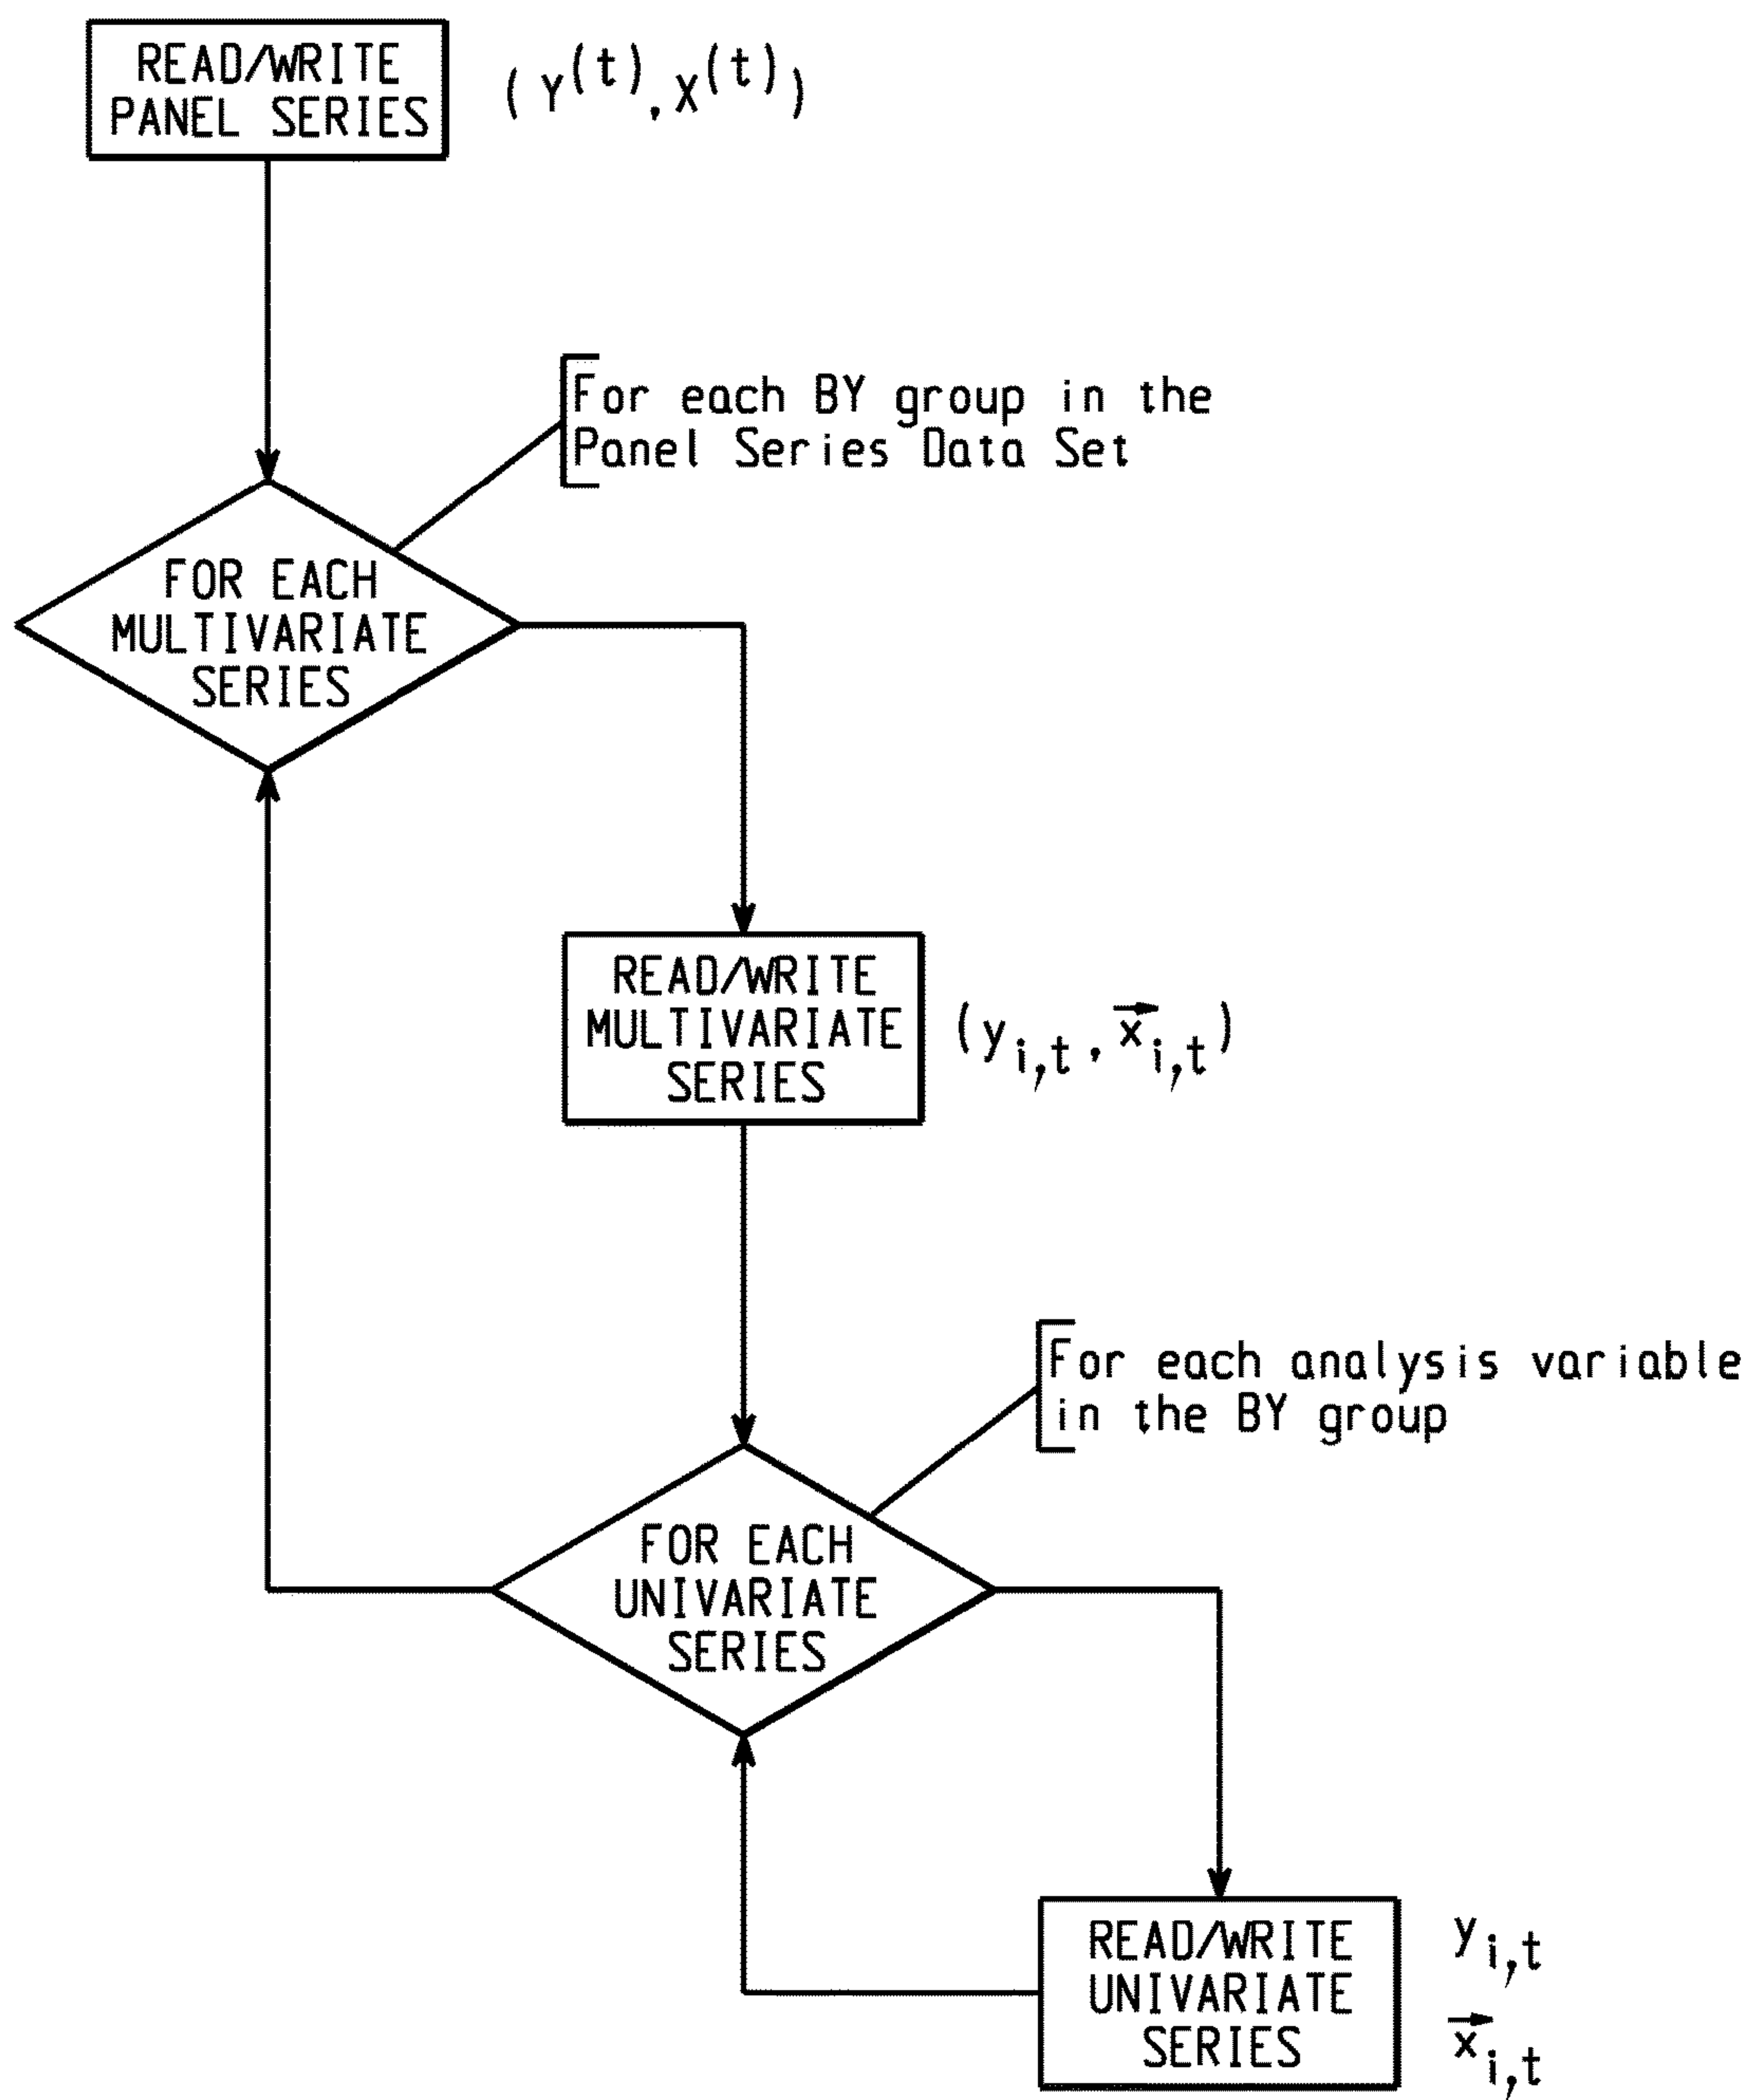 READ/WRITE
PANEL SERIES
(Y(t), X(t))
For each BY group in the
Panel Series Data Set
FOR EACH
MULTIVARIATE
SERIES
READ/WRITE
MULTIVARIATE
SERIES
(y i,t, x i,t)
For each analysis variable
in the BY group
FOR EACH
UNIVARIATE
SERIES
READ/WRITE
UNIVARIATE
SERIES
y i,t
x i,t